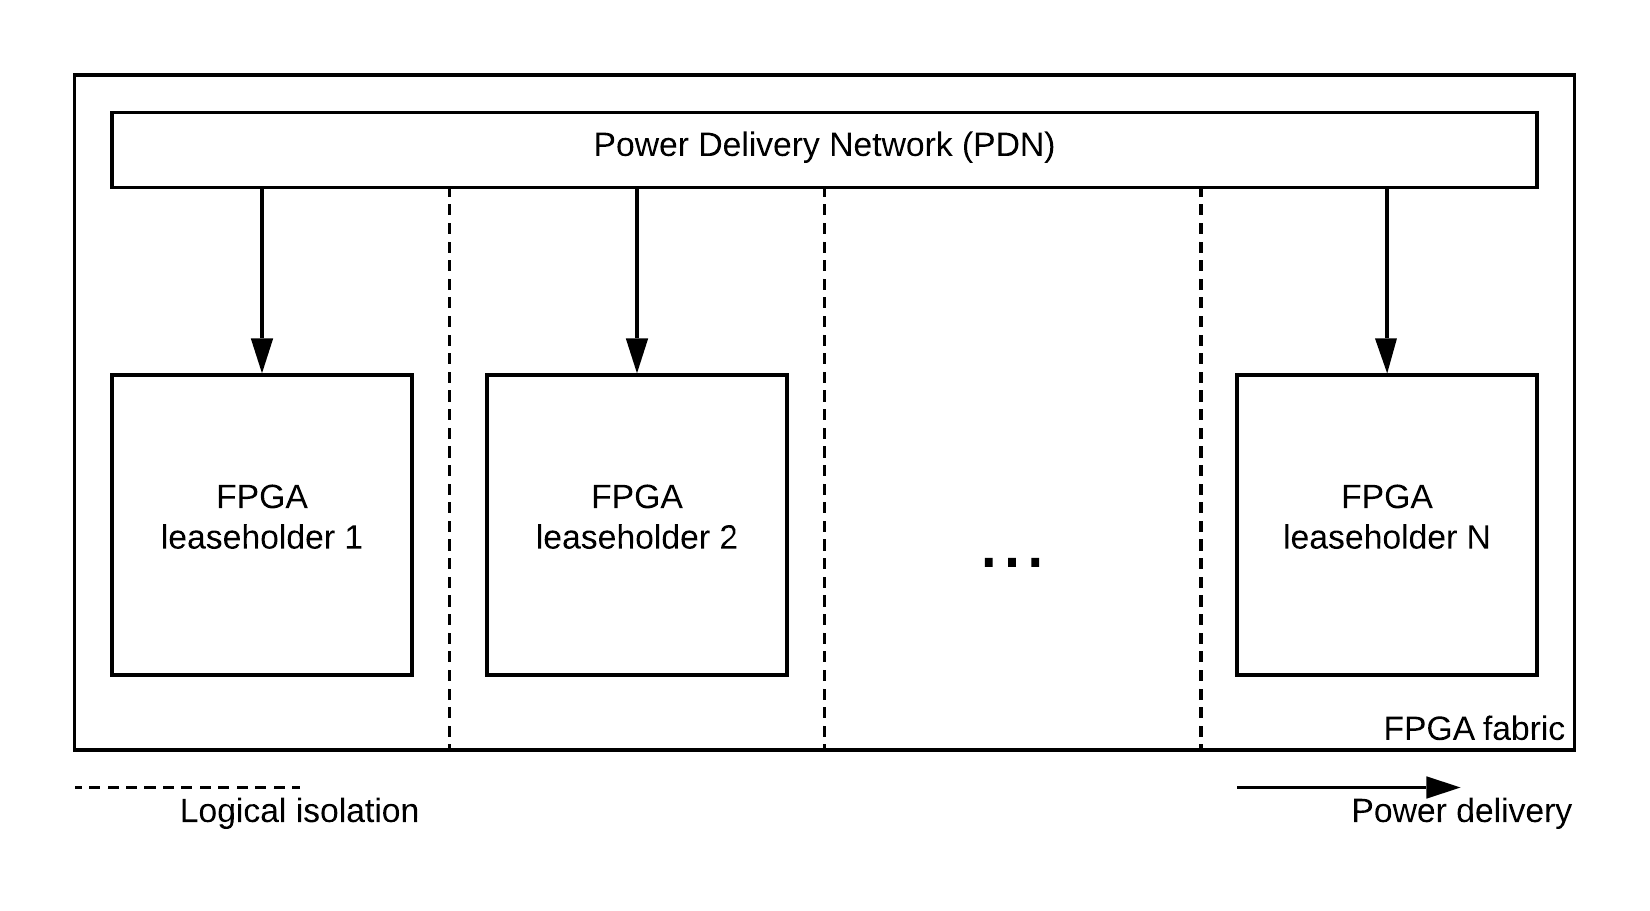 Power Delivery Network (PDN)
FPGA
leaseholder 1
FPGA
leaseholder 2
...
FPGA
leaseholder N
FPGA fabric
Logical isolation
Power delivery